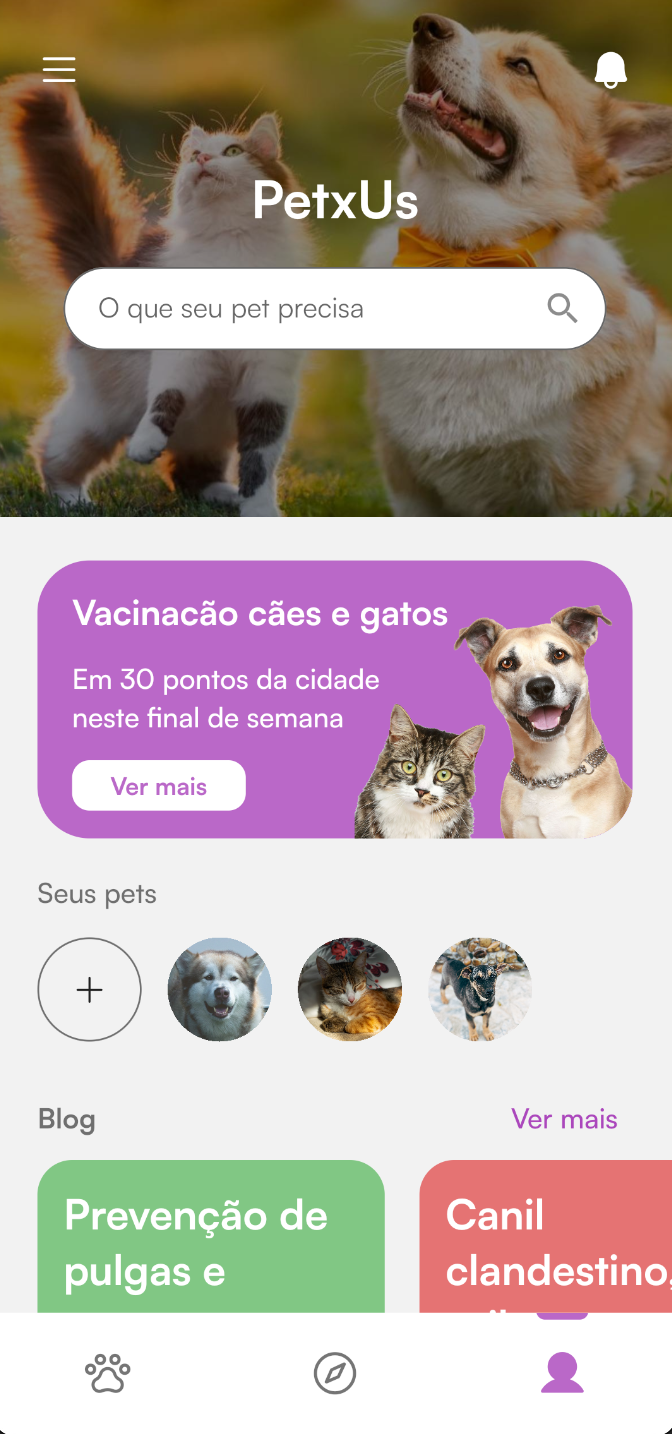 PetxUs
O que seu pet precisa
Vacinacão cães e gatos
Em 30 pontos da cidade
neste final de semana
Ver mais
Seus pets
Blog
Ver mais
Prevenção de
pulgas e
Canil
clandestino,